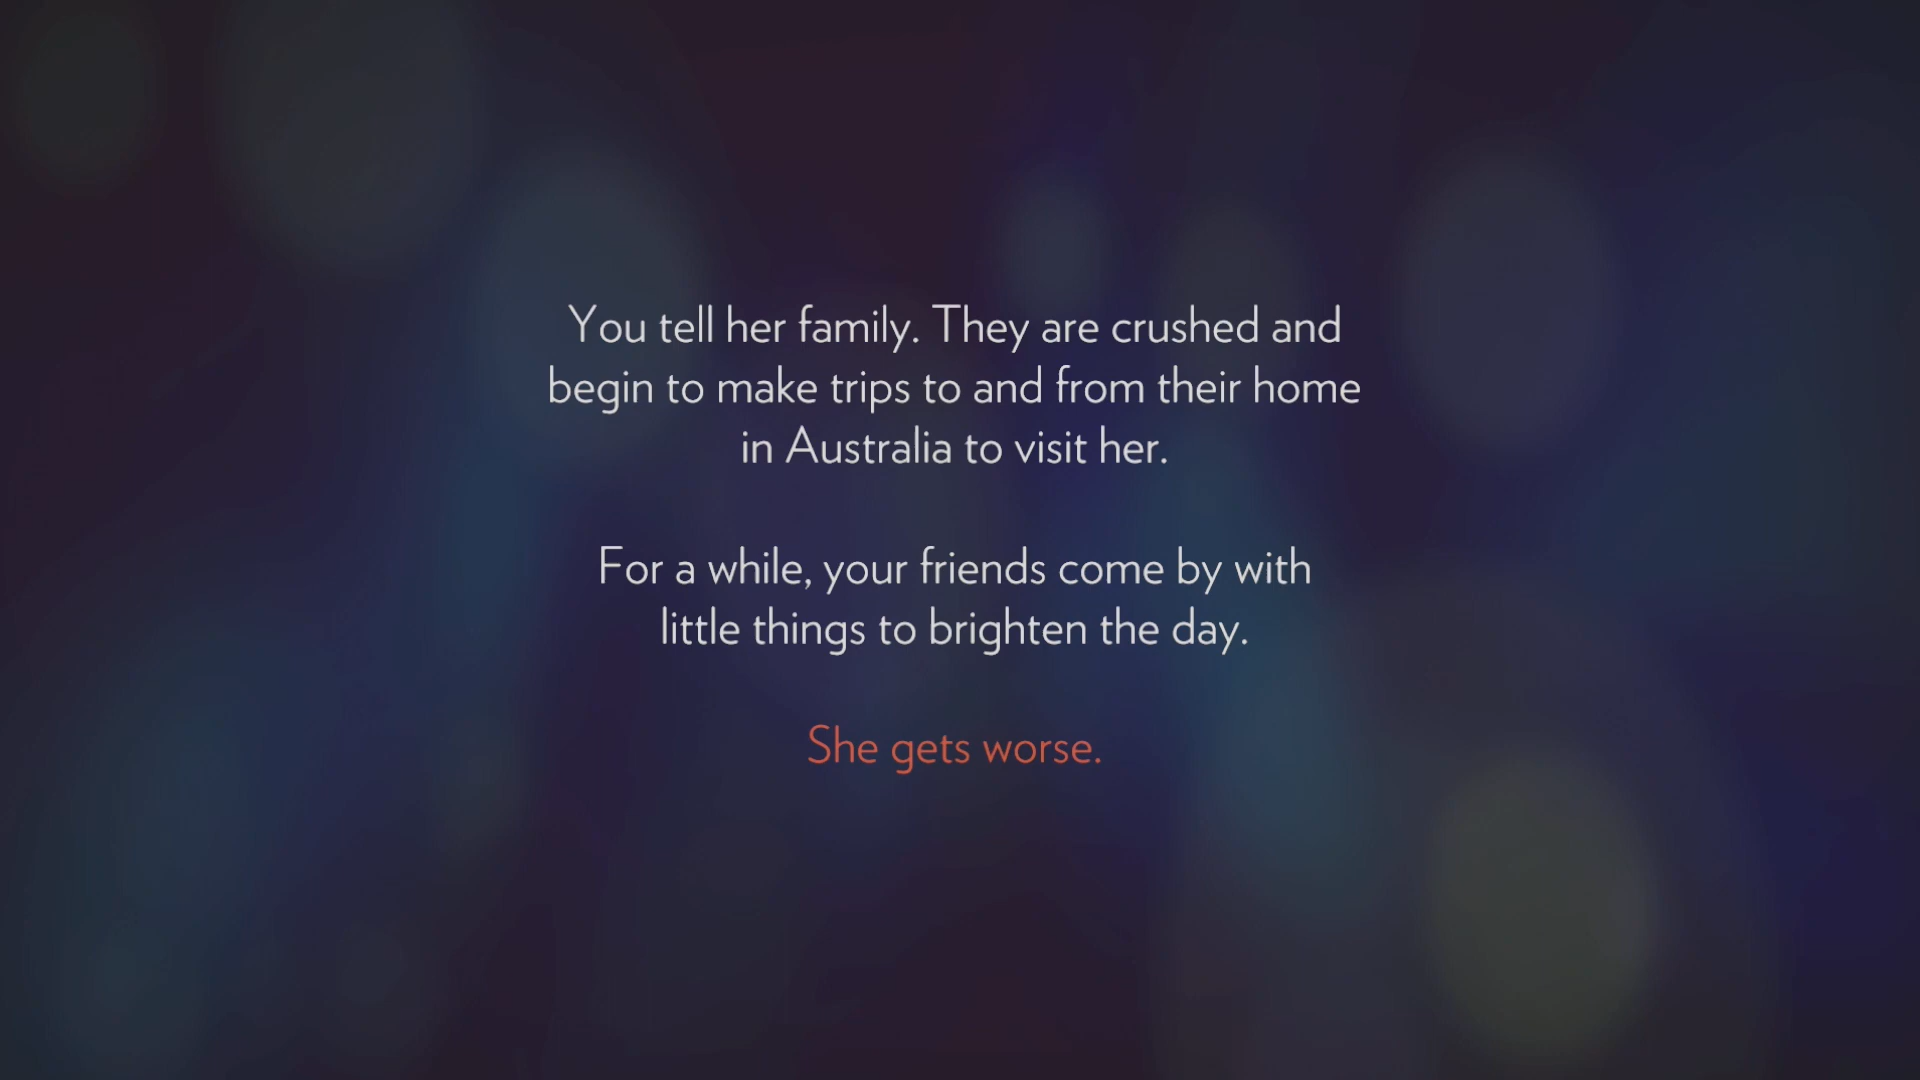 You tell her family. They are crushed and
begin to make trips to and from their home
in Australia to visit her.
For a while, your friends come by with
little things to brighten the day.
She gets worse.